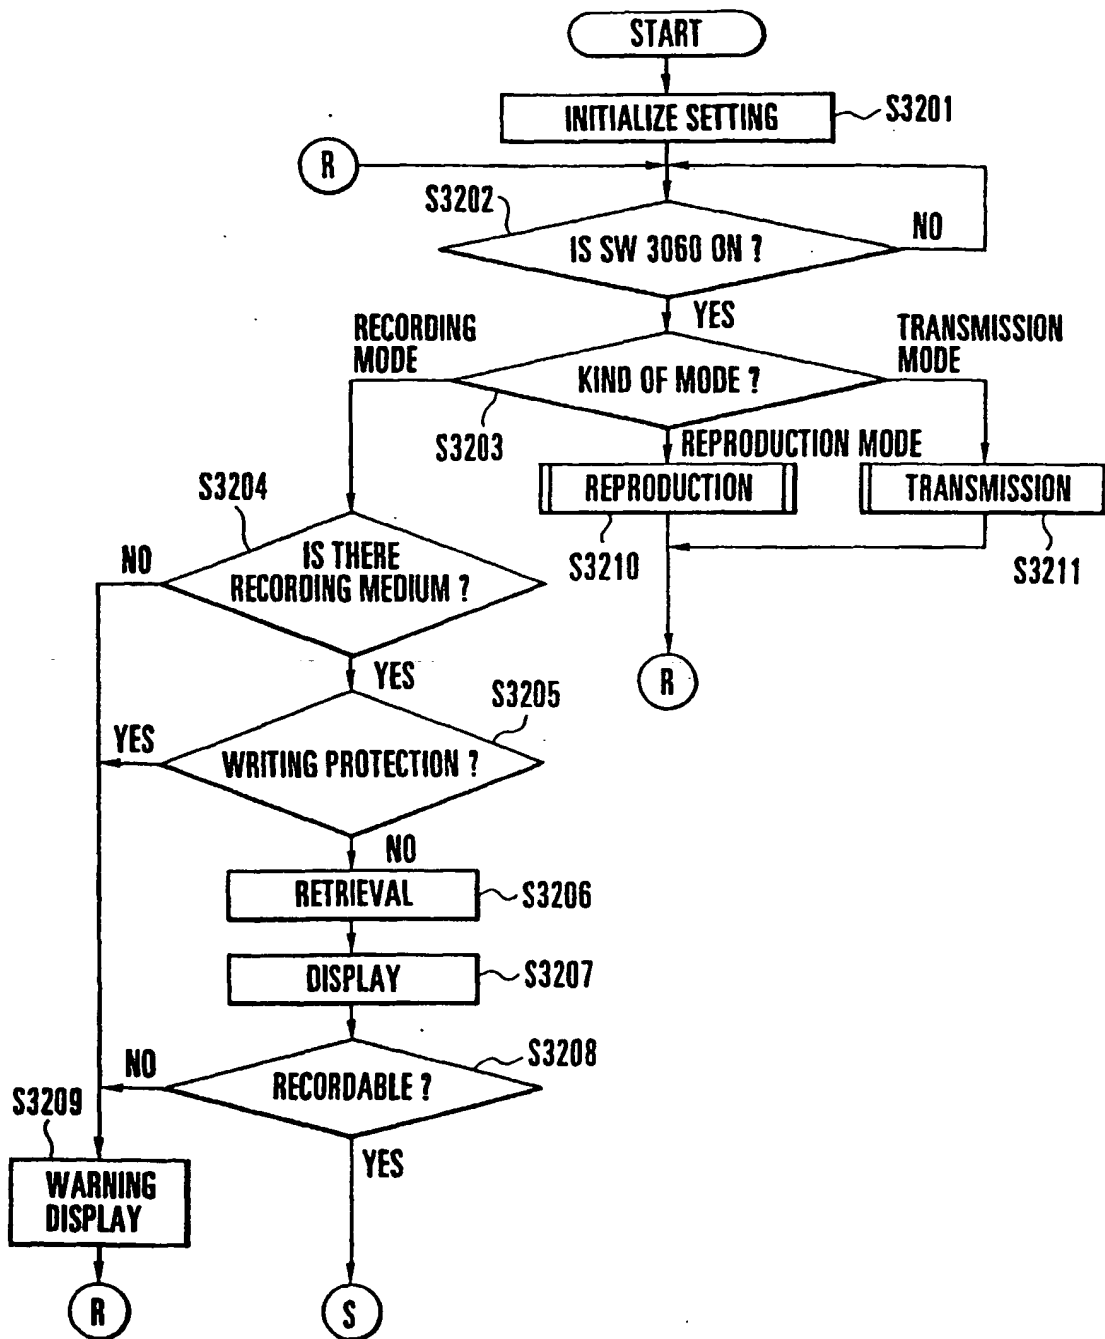 START
INITIALIZE SETTING
S3201
R
S3202
IS SW 3060 ON ?
NO
YES
RECORDING
MODE
TRANSMISSION
MODE
KIND OF MODE ?
S3203
REPRODUCTION MODE
REPRODUCTION
TRANSMISSION
S3210
S3211
R
S3204
NO
IS THERE
RECORDING MEDIUM ?
YES
S3205
YES
WRITING PROTECTION ?
NO
RETRIEVAL
S3206
DISPLAY
S3207
NO
RECORDABLE ?
S3208
S3209
YES
WARNING
DISPLAY
R
S